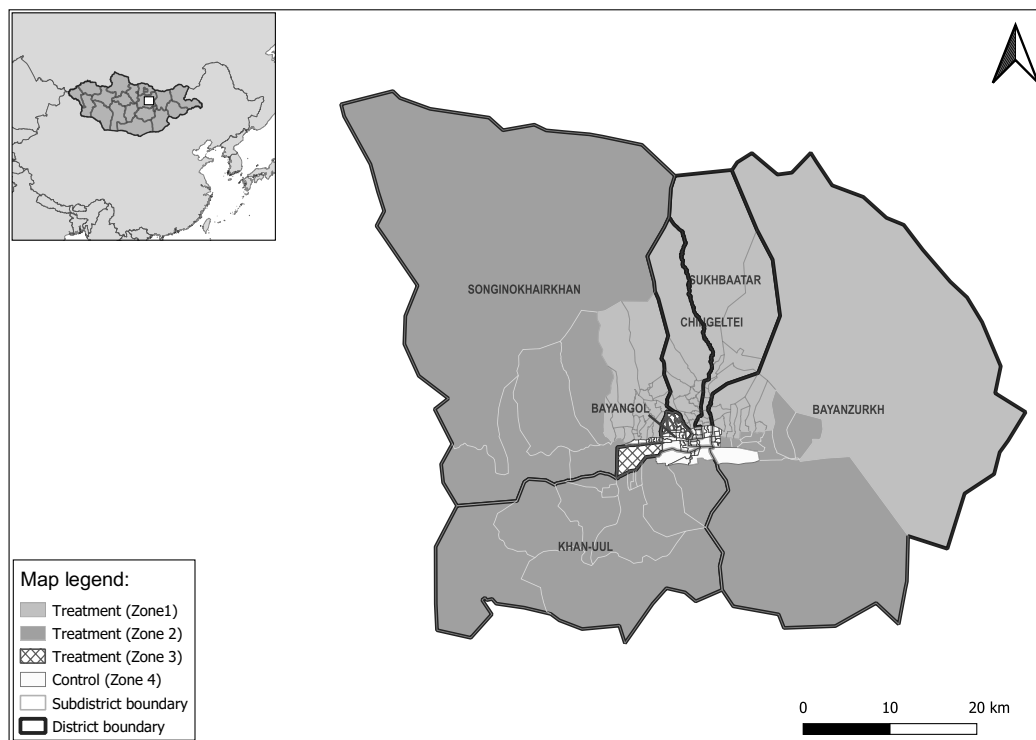 SUKHBAATAR
SONGINOKHAIRKHAN
CHINGELTEI
BAYANGOL
BAYANZURKH
KHAN-UUL
Map legend:
Treatment (Zone1)
Treatment (Zone 2)
Treatment (Zone 3)
Control (Zone 4)
Subdistrict boundary
District boundary
0 10 20 km